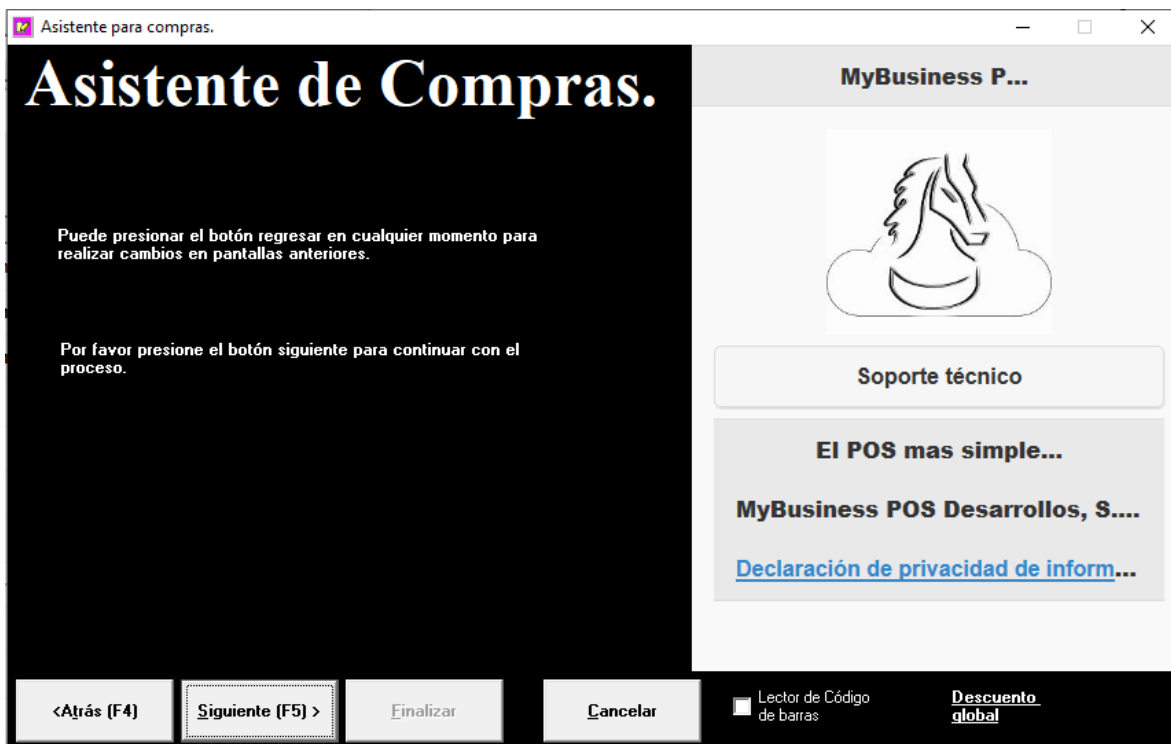 Asistente para compras.
Asistente de Compras.
Puede presionar el botón regresar en cualquier momento para
realizar cambios en pantallas anteriores.
Por favor presione el botón siguiente para continuar con el
proceso.
MyBusiness P...
Soporte técnico
El POS mas simple...
MyBusiness POS Desarrollos, S....
Declaración de privacidad de inform...
<Atrás (F4)
Siguiente (F5) >
Finalizar
Cancelar
Lector de Código
de barras
Descuento
global